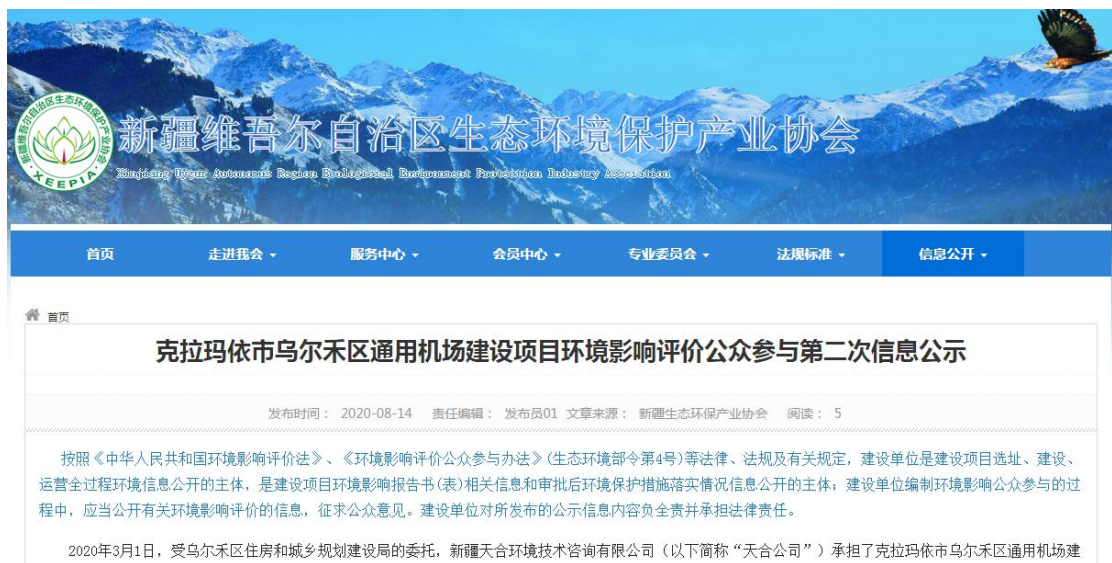 新疆维吾尔自治区生态环境保护产业协会
Xinjiang Uygur Autonomous Region Ecological Environment Protection Industry Association
XEEPIA
首页 走进我会 服务中心 会员中心 专业委员会 法规标准 信息公开
首页
克拉玛依市乌尔禾区通用机场建设项目环境影响评价公众参与第二次信息公示
发布时间： 2020-08-14 责任编辑： 发布员01 文章来源： 新疆生态环保产业协会 阅读： 5
按照《中华人民共和国环境影响评价法》、《环境影响评价公众参与办法》(生态环境部令第4号)等法律、法规及有关规定，建设单位是建设项目选址、建设、
运营全过程环境信息公开的主体，是建设项目环境影响报告书(表)相关信息和审批后环境保护措施落实情况信息公开的主体；建设单位编制环境影响公众参与的过
程中，应当公开有关环境影响评价的信息，征求公众意见。建设单位对所发布的公示信息内容负全责并承担法律责任。
2020年3月1日，受乌尔禾区住房和城乡规划建设局的委托，新疆天合环境技术咨询有限公司（以下简称“天合公司”）承担了克拉玛依市乌尔禾区通用机场建